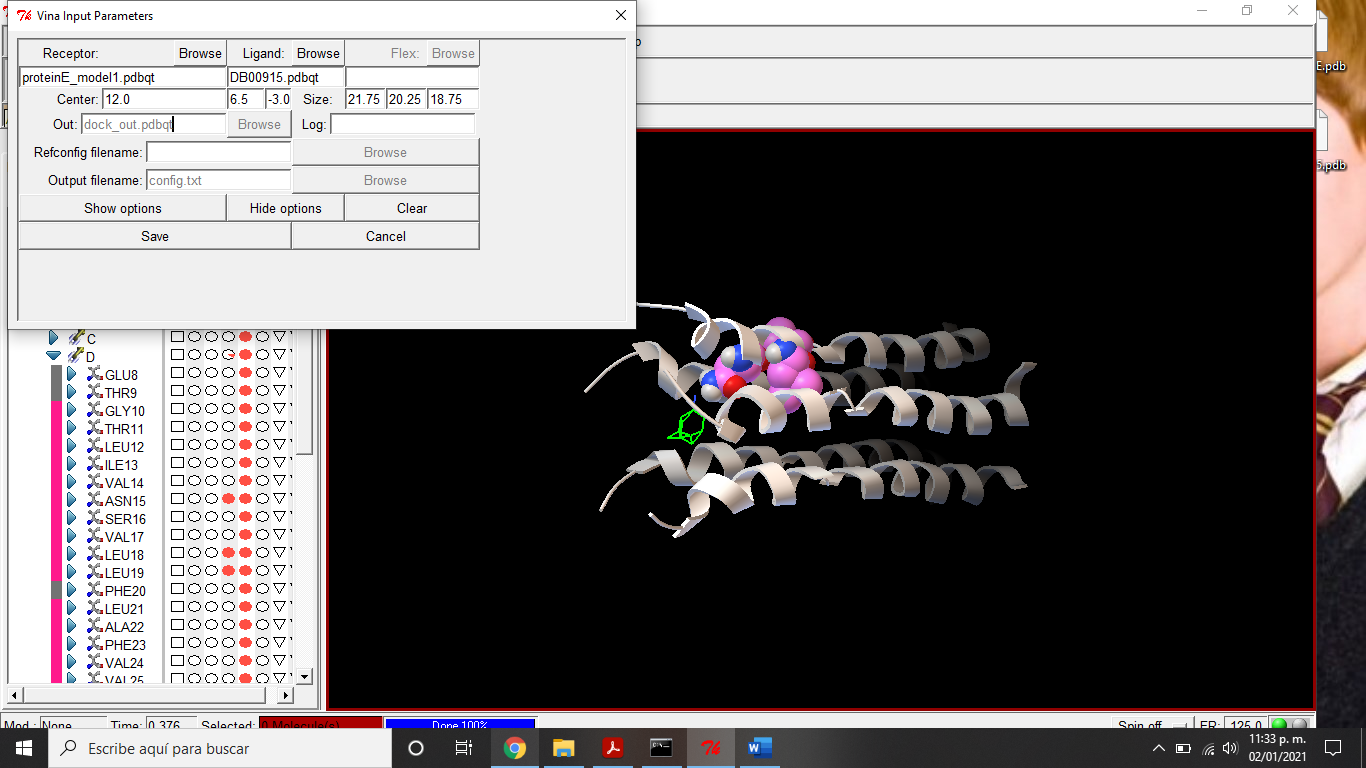 Vina Input Parameters
Receptor: Browse Ligand: Browse Flex: Browse
proteinE_model1.pdbqt DB00915.pdbqt
Center: 12.0 6.5 -3.0 Size: 21.75 20.25 18.75
Out: dock_out.pdbqt Browse Log:
Refconfig filename: Browse
Output filename: config.txt Browse
Show options Hide options Clear
Save Cancel
E.pdb
5.pdb
C
D
GLU8
THR9
GLY10
THR11
LEU12
ILE13
VAL14
ASN15
SER16
VAL17
LEU18
LEU19
PHE20
LEU21
ALA22
PHE23
VAL24
VAL25
Mod.: None Time: 0.376 Selected: 0 Molecule(s) Done 100% Spin off FR: 125.0
Escribe aquí para buscar
11:33 p. m.
02/01/2021